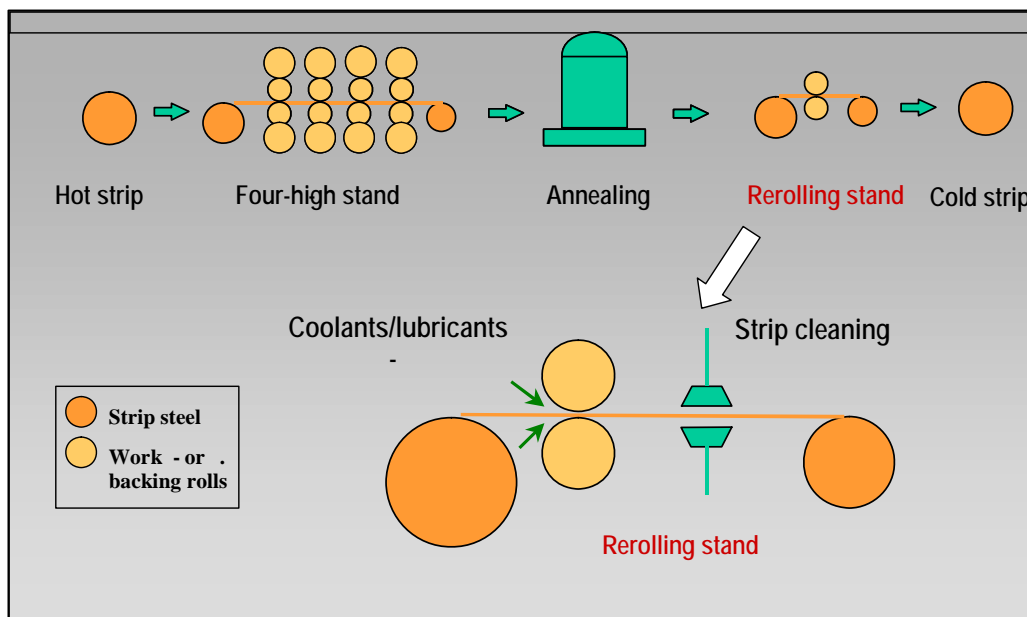 Hot strip
Four-high stand
Annealing
Rerolling stand
Cold strip
Coolants/lubricants
-
Strip cleaning
Strip steel
Work - or .
backing rolls
Rerolling stand